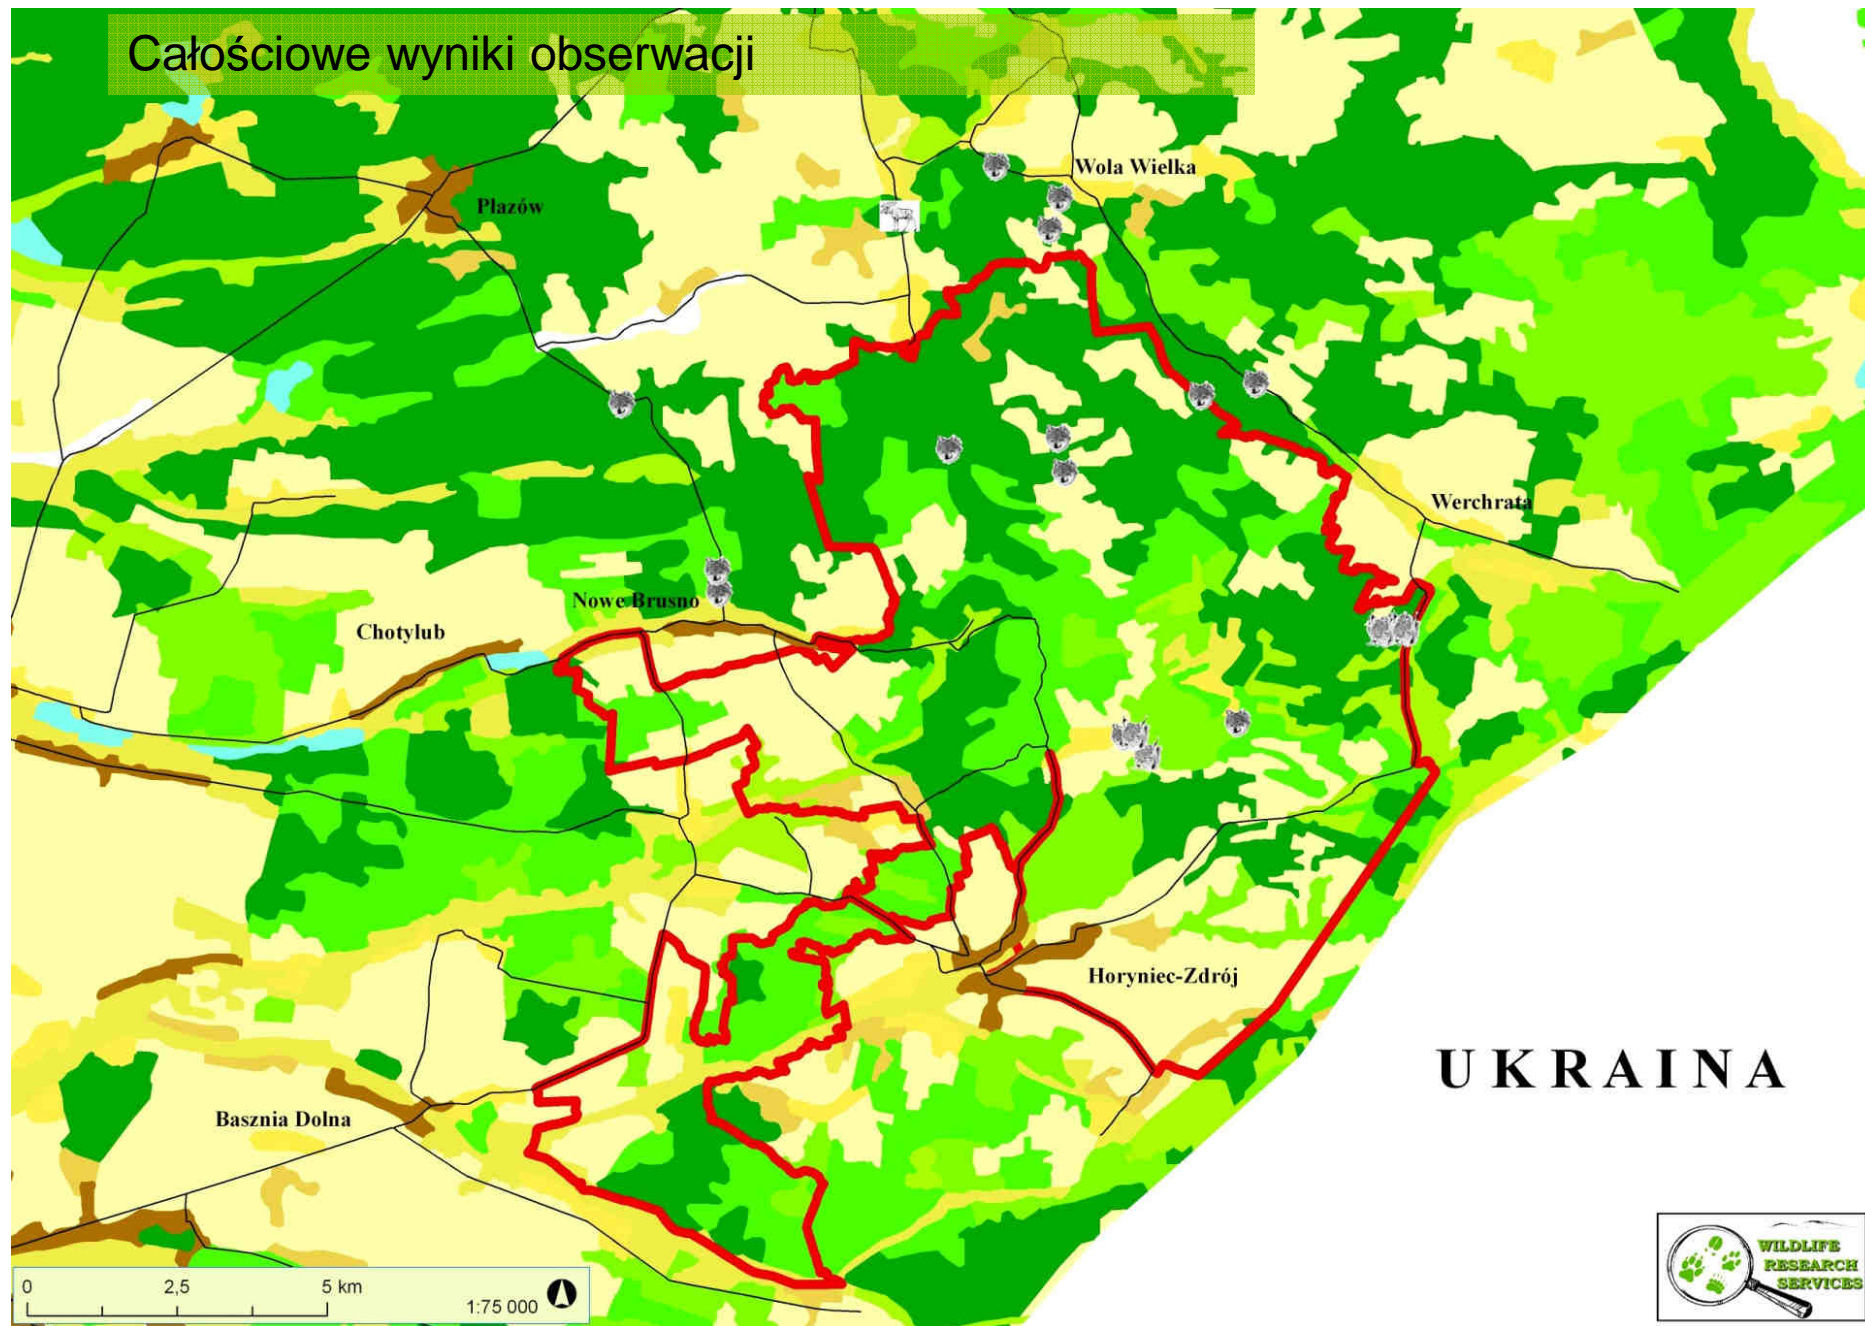 Całościowe wyniki obserwacji
Wola Wielka
Płazów
Werchrata
Nowe Brusno
Chotylub
Horyniec-Zdrój
UKRAINA
Basznia Dolna
0 2,5 5 km
1:75 000
WILDLIFE
RESEARCH
SERVICES